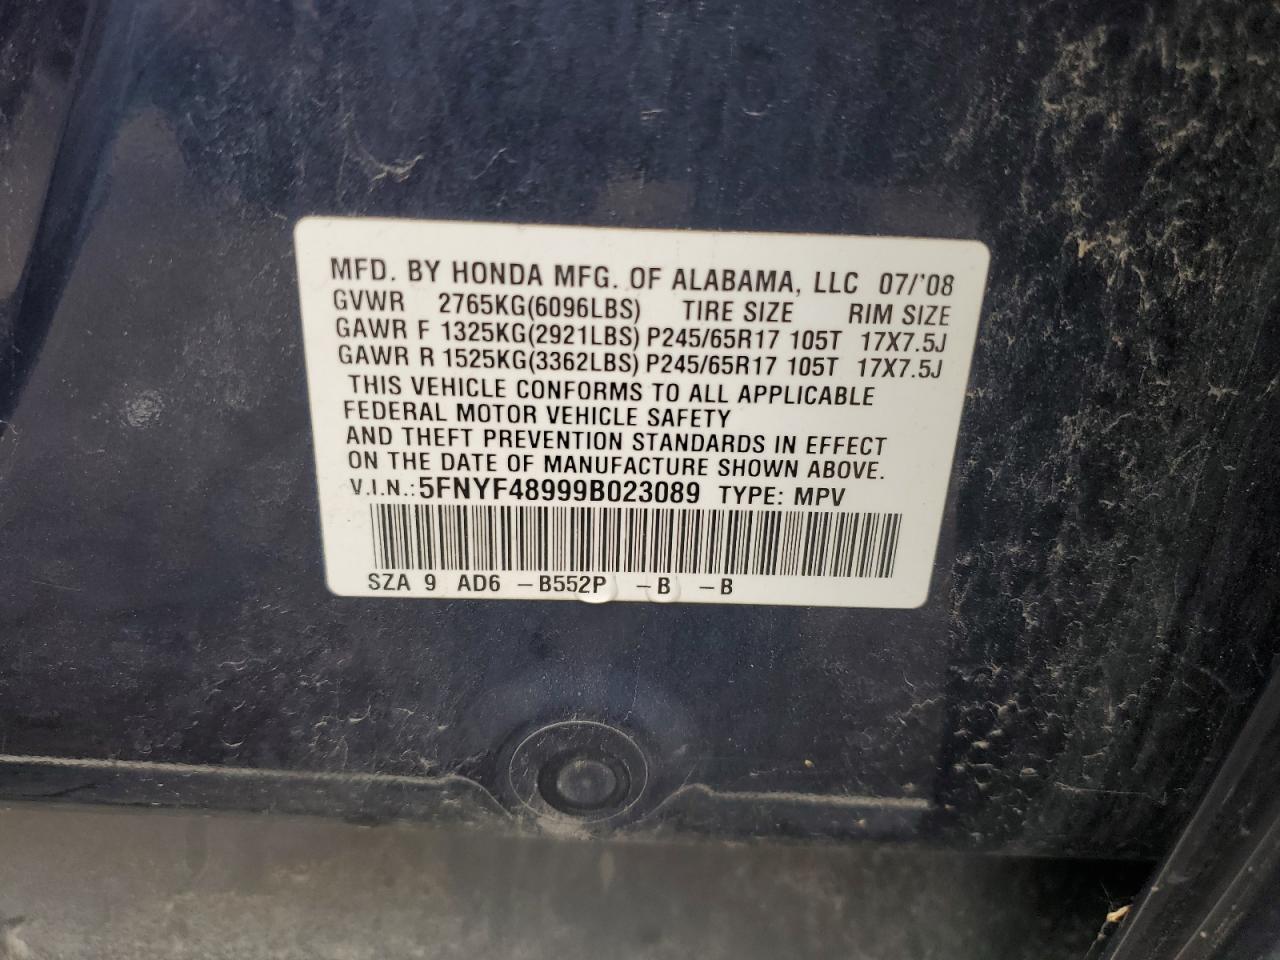 MFD. BY HONDA MFG. OF ALABAMA, LLC 07/'08
GVWR 2765KG(6096LBS) TIRE SIZE RIM SIZE
GAWR F 1325KG(2921LBS) P245/65R17 105T 17X7.5J
GAWR R 1525KG(3362LBS) P245/65R17 105T 17X7.5J
THIS VEHICLE CONFORMS TO ALL APPLICABLE
FEDERAL MOTOR VEHICLE SAFETY
AND THEFT PREVENTION STANDARDS IN EFFECT
ON THE DATE OF MANUFACTURE SHOWN ABOVE.
V.I.N.:5FNYF48999B023089 TYPE: MPV
SZA 9 AD6 -B552P -B -B